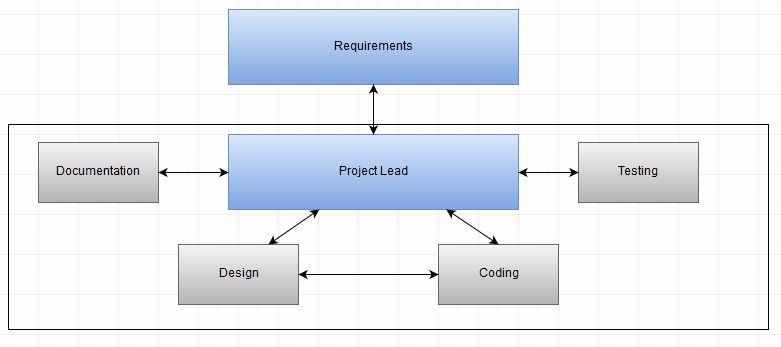 Requirements
Documentation
Project Lead
Testing
Design
Coding